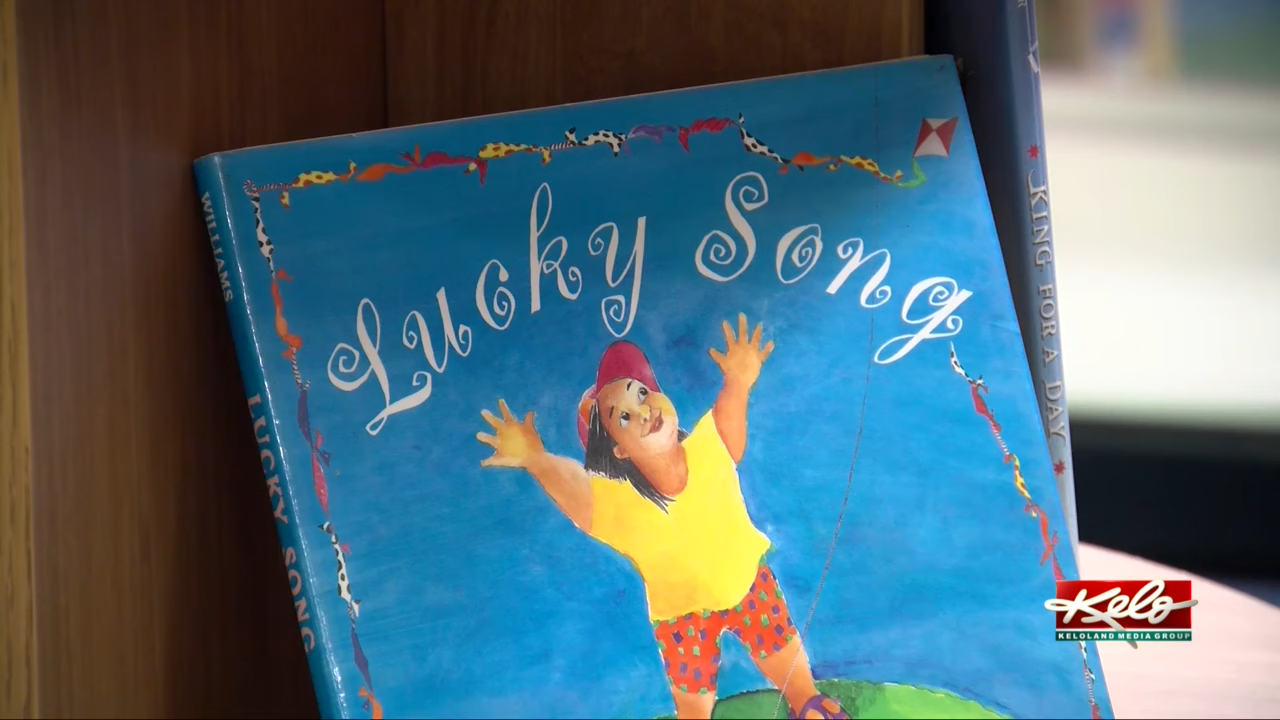 Lucky Song
WILLIAMS
LUCKY SONG
KING FOR A DAY
Kelo
KELOLAND MEDIA GROUP